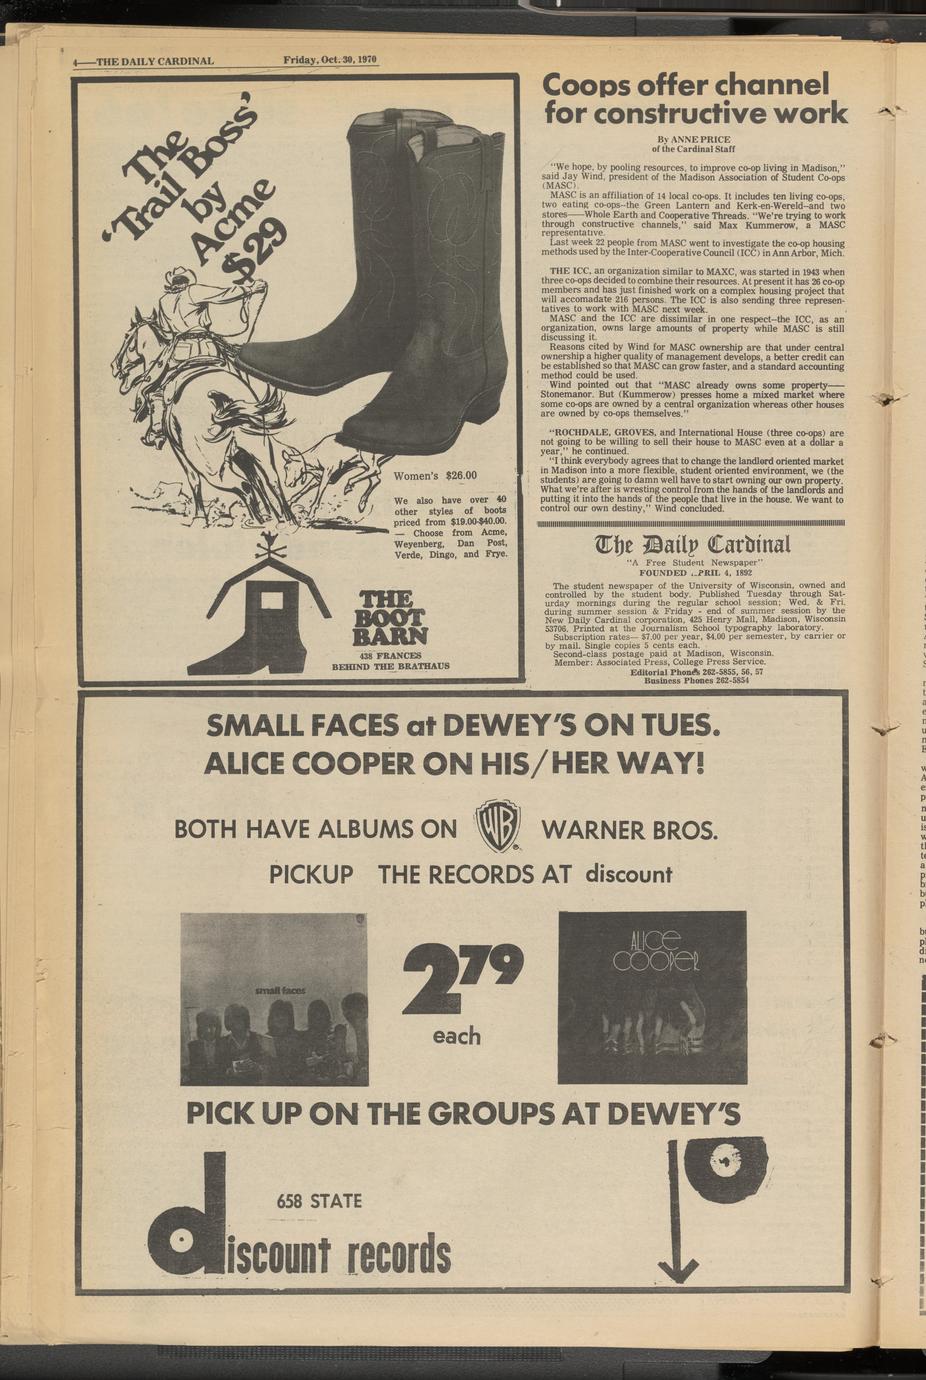 4——THE DAILY CARDINAL Friday, Oct. 30, 1970
The
'Trail Boss'
by
Acme
$29
Women's $26.00
We also have over 40
other styles of boots
priced from $19.00-$40.00.
— Choose from Acme,
Weyenberg, Dan Post,
Verde, Dingo, and Frye.
THE
BOOT
BARN
438 FRANCES
BEHIND THE BRATHAUS
Coops offer channel
for constructive work
By ANNE PRICE
of the Cardinal Staff
"We hope, by pooling resources, to improve co-op living in Madison,"
said Jay Wind, president of the Madison Association of Student Co-ops
(MASC).
MASC is an affiliation of 14 local co-ops. It includes ten living co-ops,
two eating co-ops--the Green Lantern and Kerk-en-Wereld--and two
stores——Whole Earth and Cooperative Threads. "We're trying to work
through constructive channels," said Max Kummerow, a MASC
representative.
Last week 22 people from MASC went to investigate the co-op housing
methods used by the Inter-Cooperative Council (ICC) in Ann Arbor, Mich.
THE ICC, an organization similar to MAXC, was started in 1943 when
three co-ops decided to combine their resources. At present it has 26 co-op
members and has just finished work on a complex housing project that
will accomadate 216 persons. The ICC is also sending three represen-
tatives to work with MASC next week.
MASC and the ICC are dissimilar in one respect--the ICC, as an
organization, owns large amounts of property while MASC is still
discussing it.
Reasons cited by Wind for MASC ownership are that under central
ownership a higher quality of management develops, a better credit can
be established so that MASC can grow faster, and a standard accounting
method could be used.
Wind pointed out that "MASC already owns some property——
Stonemanor. But (Kummerow) presses home a mixed market where
some co-ops are owned by a central organization whereas other houses
are owned by co-ops themselves."
"ROCHDALE, GROVES, and International House (three co-ops) are
not going to be willing to sell their house to MASC even at a dollar a
year," he continued.
"I think everybody agrees that to change the landlord oriented market
in Madison into a more flexible, student oriented environment, we (the
students) are going to damn well have to start owning our own property.
What we're after is wresting control from the hands of the landlords and
putting it into the hands of the people that live in the house. We want to
control our own destiny," Wind concluded.
The Daily Cardinal
"A Free Student Newspaper"
FOUNDED APRIL 4, 1892
The student newspaper of the University of Wisconsin, owned and
controlled by the student body. Published Tuesday through Sat-
urday mornings during the regular school session; Wed. & Fri.
during summer session & Friday - end of summer session by the
New Daily Cardinal corporation, 425 Henry Mall, Madison, Wisconsin
53706. Printed at the Journalism School typography laboratory.
Subscription rates— $7.00 per year, $4.00 per semester, by carrier or
by mail. Single copies 5 cents each.
Second-class postage paid at Madison, Wisconsin.
Member: Associated Press, College Press Service.
Editorial Phones 262-5855, 56, 57
Business Phones 262-5854
SMALL FACES at DEWEY'S ON TUES.
ALICE COOPER ON HIS/HER WAY!
BOTH HAVE ALBUMS ON WB WARNER BROS.
PICKUP THE RECORDS AT discount
small faces
2.79
each
ALICE
COOPER
PICK UP ON THE GROUPS AT DEWEY'S
658 STATE
discount records